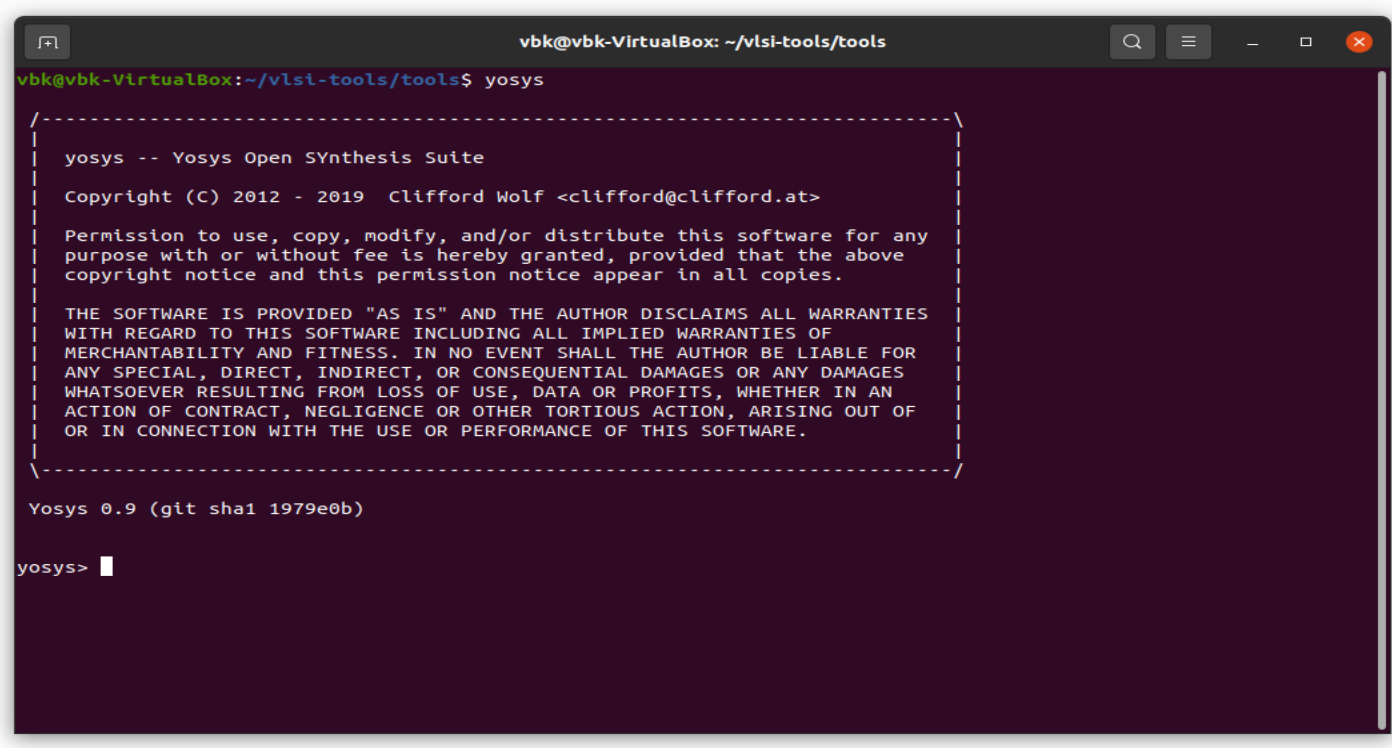 vbk@vbk-VirtualBox: ~/vlsi-tools/tools
vbk@vbk-VirtualBox:~/vlsi-tools/tools$ yosys
/----------------------------------------------------------------------------\
|                                                                            |
|  yosys -- Yosys Open SYnthesis Suite                                       |
|                                                                            |
|  Copyright (C) 2012 - 2019  Clifford Wolf <clifford@clifford.at>           |
|                                                                            |
|  Permission to use, copy, modify, and/or distribute this software for any  |
|  purpose with or without fee is hereby granted, provided that the above    |
|  copyright notice and this permission notice appear in all copies.         |
|                                                                            |
|  THE SOFTWARE IS PROVIDED "AS IS" AND THE AUTHOR DISCLAIMS ALL WARRANTIES  |
|  WITH REGARD TO THIS SOFTWARE INCLUDING ALL IMPLIED WARRANTIES OF          |
|  MERCHANTABILITY AND FITNESS. IN NO EVENT SHALL THE AUTHOR BE LIABLE FOR   |
|  ANY SPECIAL, DIRECT, INDIRECT, OR CONSEQUENTIAL DAMAGES OR ANY DAMAGES    |
|  WHATSOEVER RESULTING FROM LOSS OF USE, DATA OR PROFITS, WHETHER IN AN     |
|  ACTION OF CONTRACT, NEGLIGENCE OR OTHER TORTIOUS ACTION, ARISING OUT OF   |
|  OR IN CONNECTION WITH THE USE OR PERFORMANCE OF THIS SOFTWARE.            |
|                                                                            |
\----------------------------------------------------------------------------/
Yosys 0.9 (git sha1 1979e0b)
yosys>